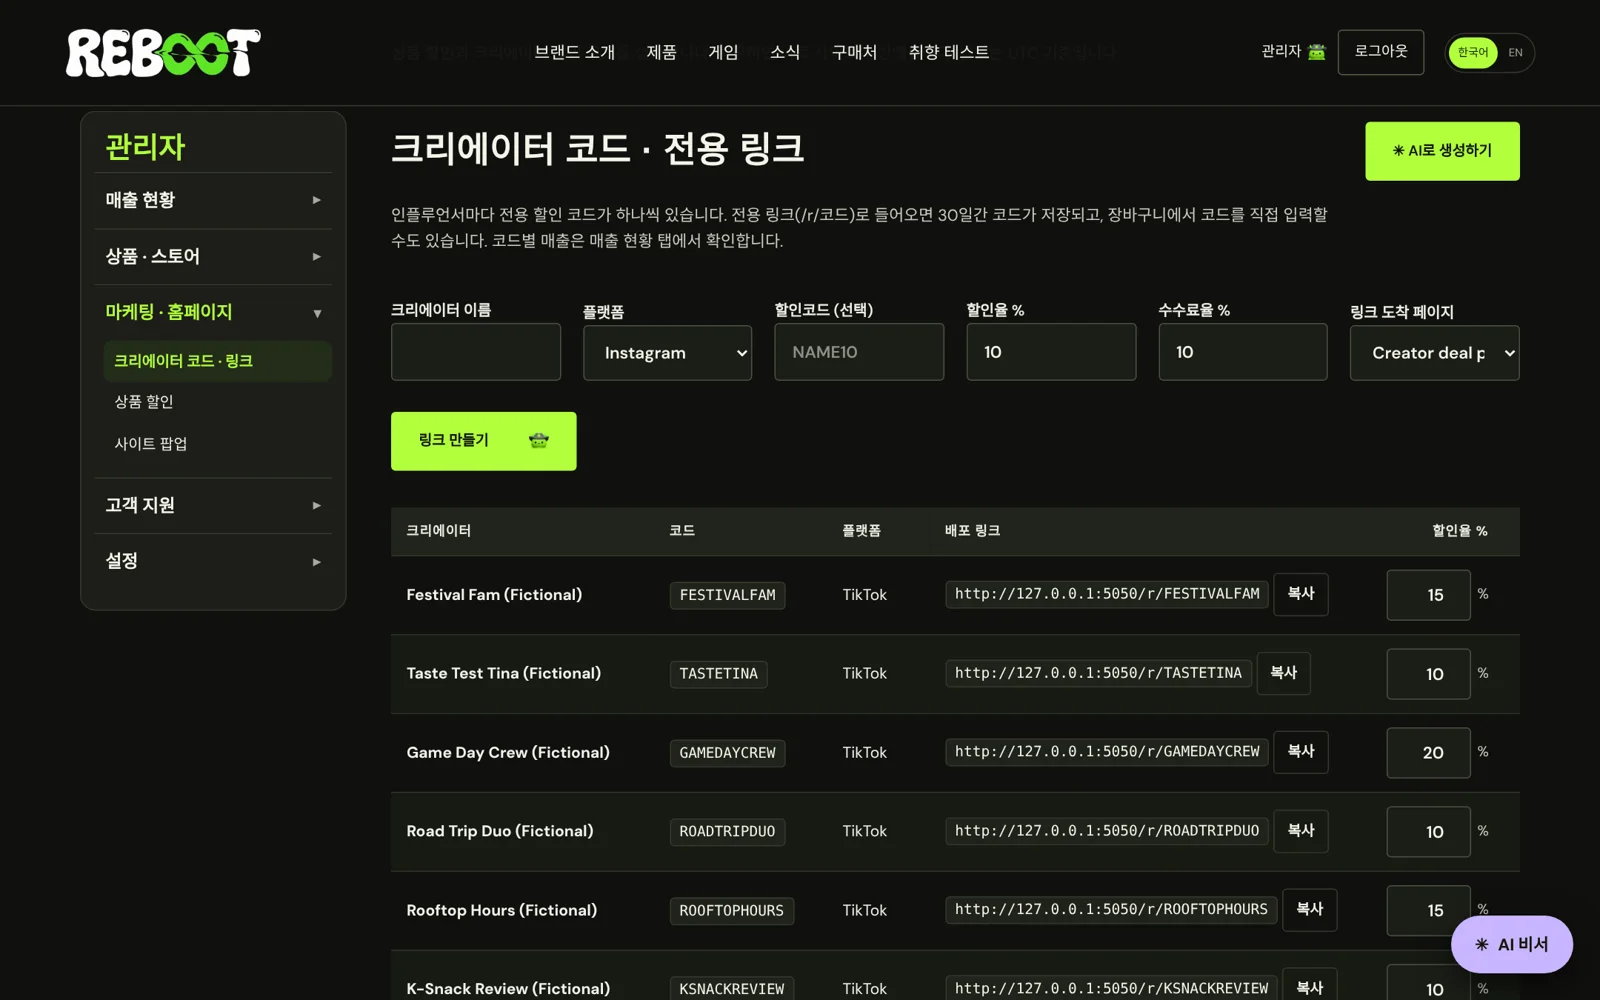 REBOOT
브랜드 소개
제품
게임
소식
구매처
취향 테스트
관리자
로그아웃
한국어
EN
관리자
매출 현황
상품 · 스토어
마케팅 · 홈페이지
크리에이터 코드 · 링크
상품 할인
사이트 팝업
고객 지원
설정
크리에이터 코드 · 전용 링크
✳ AI로 생성하기
인플루언서마다 전용 할인 코드가 하나씩 있습니다. 전용 링크(/r/코드)로 들어오면 30일간 코드가 저장되고, 장바구니에서 코드를 직접 입력할
수도 있습니다. 코드별 매출은 매출 현황 탭에서 확인합니다.
크리에이터 이름
플랫폼
Instagram
할인코드 (선택)
NAME10
할인율 %
10
수수료율 %
10
링크 도착 페이지
Creator deal p
링크 만들기
크리에이터 코드 플랫폼 배포 링크 할인율 %
Festival Fam (Fictional) FESTIVALFAM TikTok http://127.0.0.1:5050/r/FESTIVALFAM 복사 15 %
Taste Test Tina (Fictional) TASTETINA TikTok http://127.0.0.1:5050/r/TASTETINA 복사 10 %
Game Day Crew (Fictional) GAMEDAYCREW TikTok http://127.0.0.1:5050/r/GAMEDAYCREW 복사 20 %
Road Trip Duo (Fictional) ROADTRIPDUO TikTok http://127.0.0.1:5050/r/ROADTRIPDUO 복사 10 %
Rooftop Hours (Fictional) ROOFTOPHOURS TikTok http://127.0.0.1:5050/r/ROOFTOPHOURS 복사 15 %
K-Snack Review (Fictional) KSNACKREVIEW TikTok http://127.0.0.1:5050/r/KSNACKREVIEW 복사 10 %
✳ AI 비서